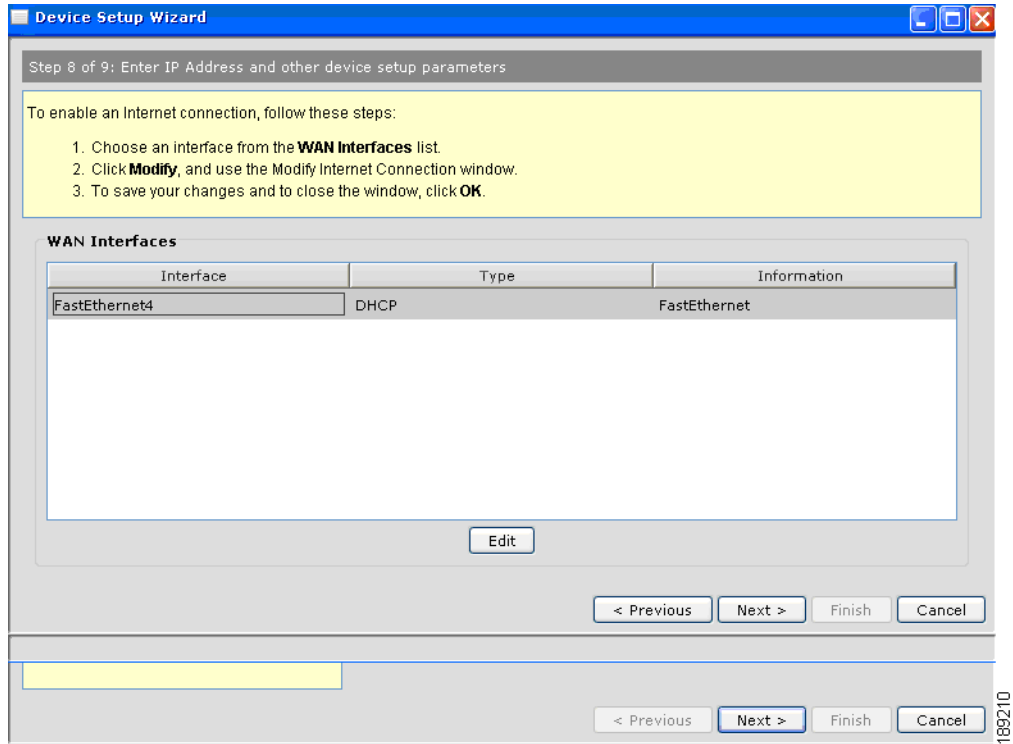 Device Setup Wizard
Step 8 of 9: Enter IP Address and other device setup parameters
To enable an Internet connection, follow these steps:
1. Choose an interface from the WAN Interfaces list.
2. Click Modify, and use the Modify Internet Connection window.
3. To save your changes and to close the window, click OK.
WAN Interfaces
Interface Type Information
FastEthernet4 DHCP FastEthernet
Edit
< Previous Next > Finish Cancel
< Previous Next > Finish Cancel
189210